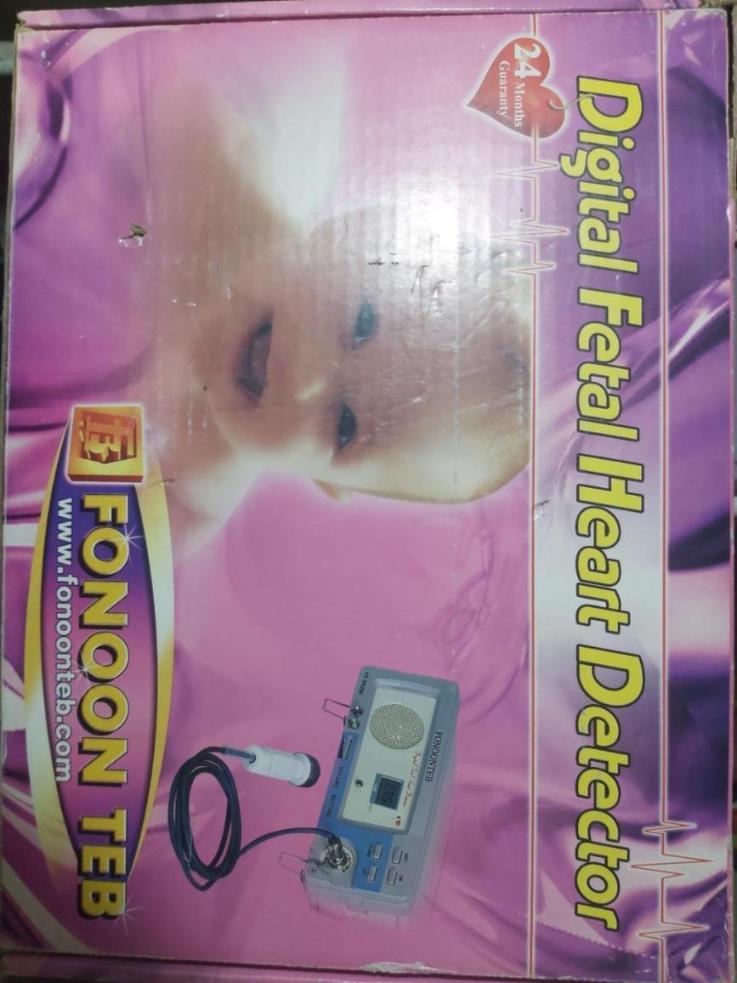 Digital Fetal Heart Detector
24 Months
Guaranty
FONOONTEB
FONOON TEB
www.fonoonteb.com